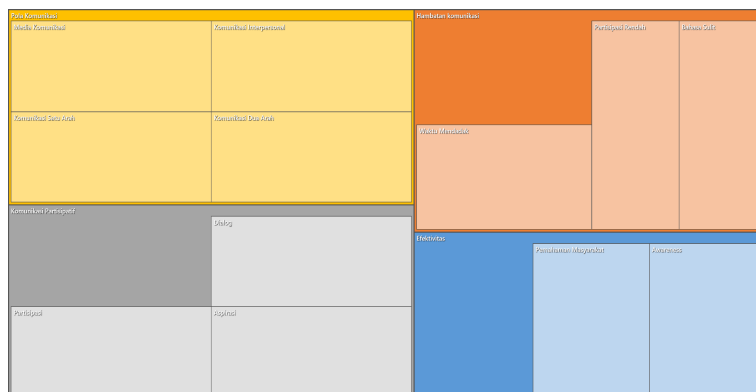 Pola Komunikasi
Media Komunikasi
Komunikasi Interpersonal
Komunikasi Satu Arah
Komunikasi Dua Arah
Hambatan komunikasi
Partisipasi Rendah
Bahasa Sulit
Waktu Mendadak
Komunikasi Partisipatif
Dialog
Partisipasi
Aspirasi
Efektivitas
Pemahaman Masyarakat
Awareness